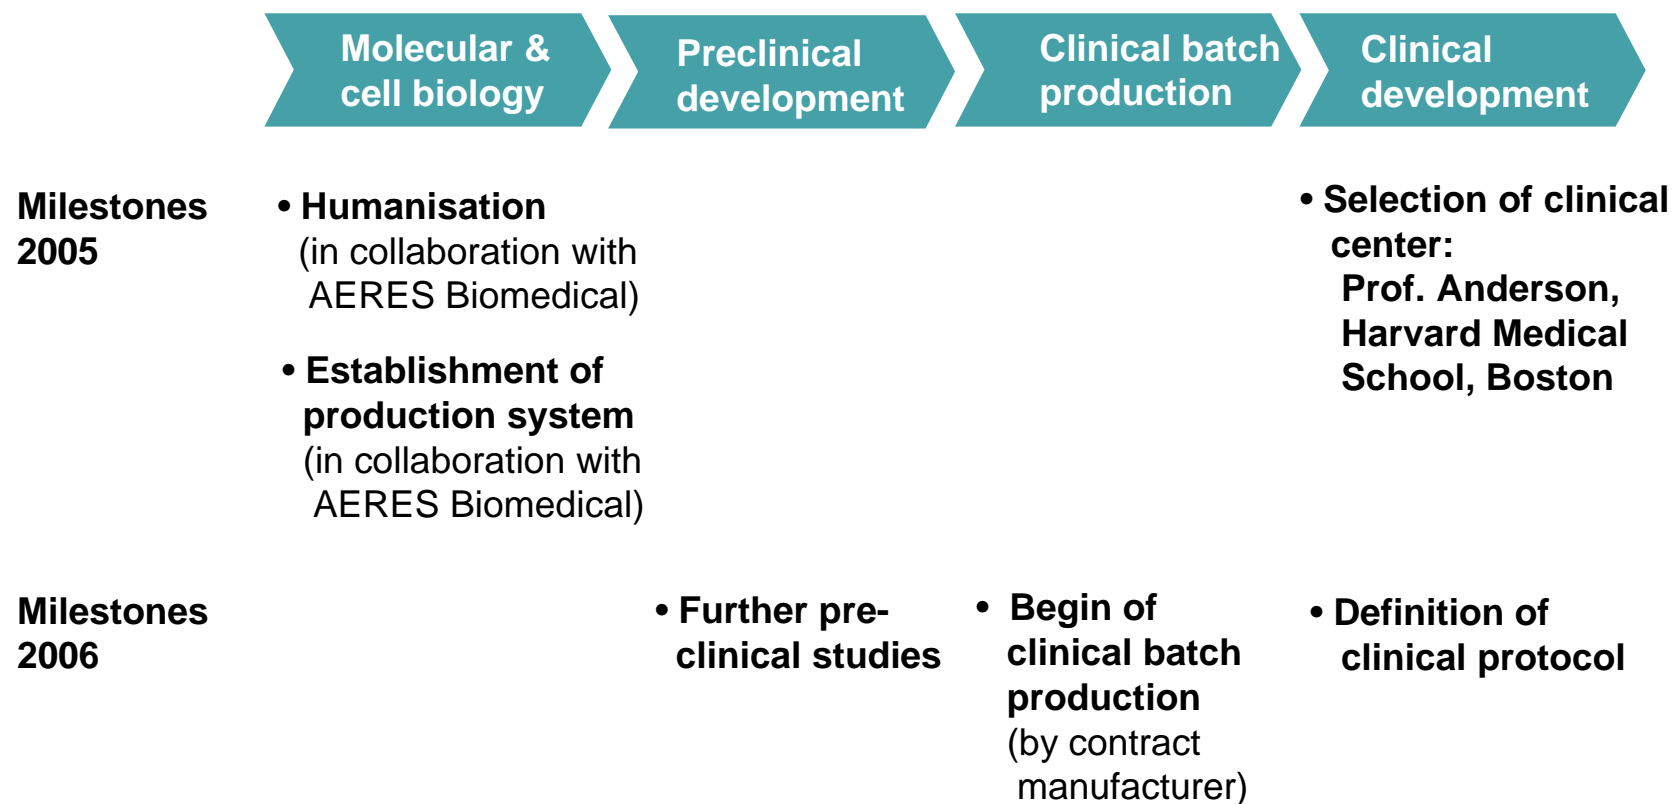 Molecular &
cell biology
Preclinical
development
Clinical batch
production
Clinical
development
Milestones
2005
• Humanisation
(in collaboration with
AERES Biomedical)
• Establishment of
production system
(in collaboration with
AERES Biomedical)
• Selection of clinical
center:
Prof. Anderson,
Harvard Medical
School, Boston
Milestones
2006
• Further pre-
clinical studies
• Begin of
clinical batch
production
(by contract
manufacturer)
• Definition of
clinical protocol